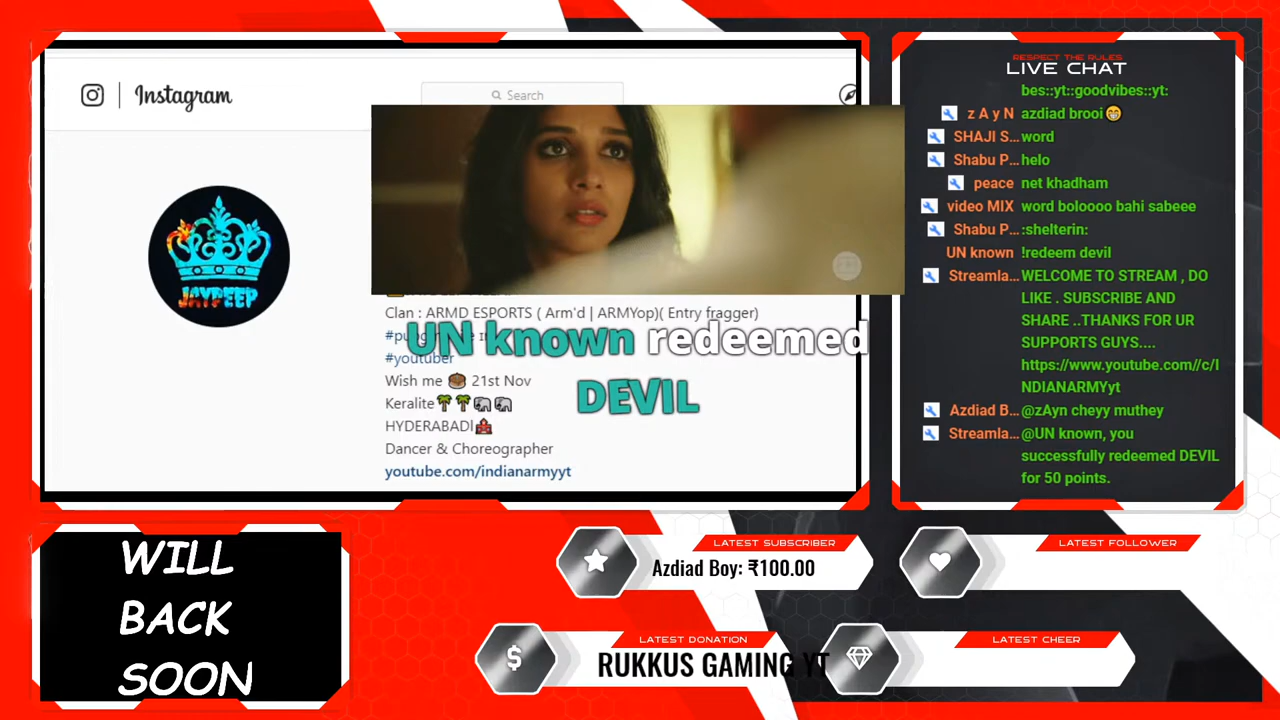 Instagram
Search
JAYPEEP
Clan : ARMD ESPORTS ( Arm'd | ARMYop)( Entry fragger)
#youtuber
Wish me 21st Nov
Keralite
HYDERABADI
Dancer & Choreographer
youtube.com/indianarmyyt
UN known redeemed
DEVIL
RESPECT THE RULES
LIVE CHAT
bes::yt::goodvibes::yt:
z A y N azdiad brooi
SHAJI S... word
Shabu P... helo
peace net khadham
video MIX word boloooo bahi sabeee
Shabu P... :shelterin:
UN known !redeem devil
Streamla... WELCOME TO STREAM , DO
LIKE . SUBSCRIBE AND
SHARE ..THANKS FOR UR
SUPPORTS GUYS....
https://www.youtube.com//c/I
NDIANARMYyt
Azdiad B... @zAyn cheyy muthey
Streamla... @UN known, you
successfully redeemed DEVIL
for 50 points.
WILL
BACK
SOON
LATEST SUBSCRIBER
Azdiad Boy: ₹100.00
LATEST FOLLOWER
LATEST DONATION
RUKKUS GAMING YT
LATEST CHEER